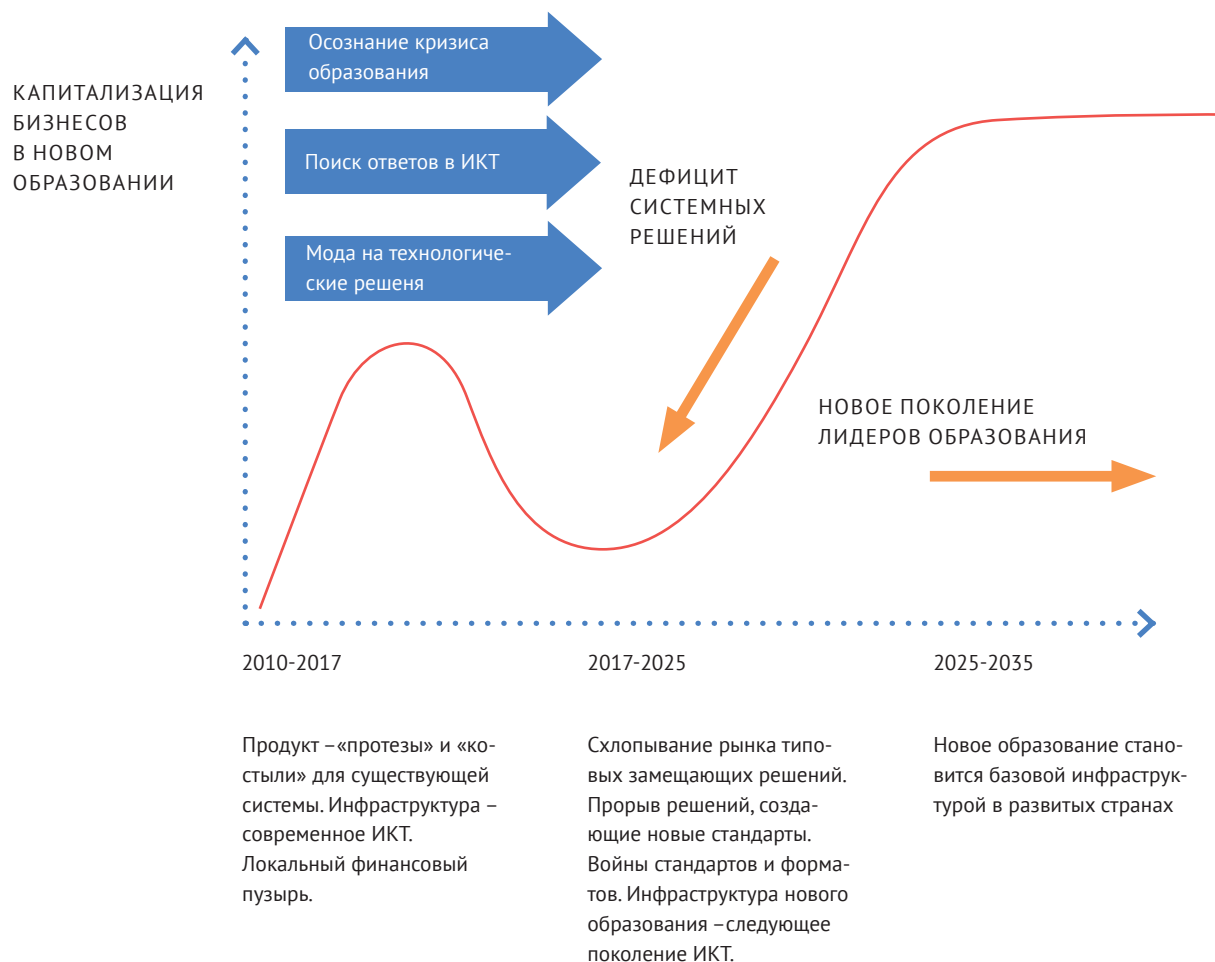 Осознание кризиса
образования
КАПИТАЛИЗАЦИЯ
БИЗНЕСОВ
В НОВОМ
ОБРАЗОВАНИИ
Поиск ответов в ИКТ
ДЕФИЦИТ
СИСТЕМНЫХ
РЕШЕНИЙ
Мода на технологиче-
ские решеня
НОВОЕ ПОКОЛЕНИЕ
ЛИДЕРОВ ОБРАЗОВАНИЯ
2010-2017
Продукт –«протезы» и «ко-
стыли» для существующей
системы. Инфраструктура –
современное ИКТ.
Локальный финансовый
пузырь.
2017-2025
Схлопывание рынка типо-
вых замещающих решений.
Прорыв решений, созда-
ющие новые стандарты.
Войны стандартов и форма-
тов. Инфраструктура нового
образования –следующее
поколение ИКТ.
2025-2035
Новое образование стано-
вится базовой инфраструк-
турой в развитых странах